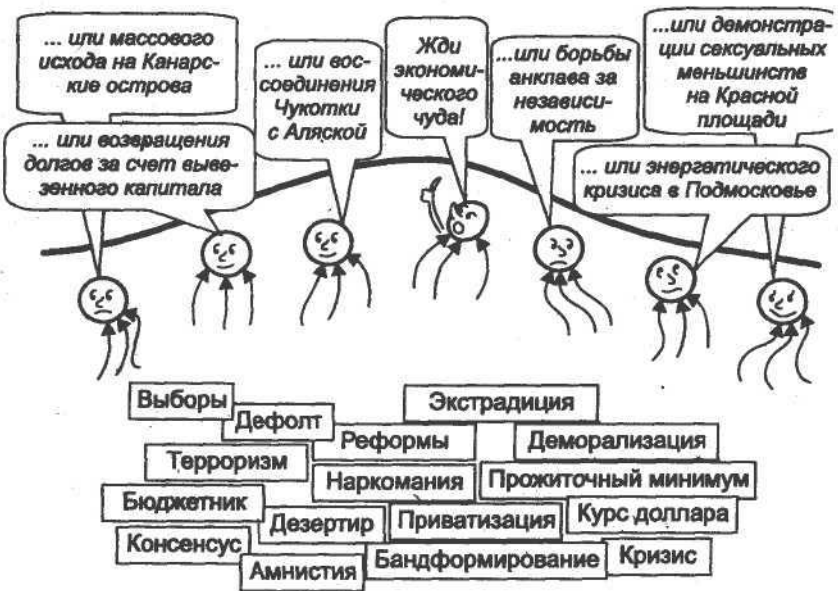 ... или массового
исхода на Канарс-
кие острова
... или возвращения
долгов за счет выве-
зенного капитала
... или вос-
соединения
Чукотки
с Аляской
Жди
экономи-
ческого
чуда!
...или борьбы
анклава за
независи-
мость
...или демонстра-
ции сексуальных
меньшинств
на Красной
площади
... или энергетического
кризиса в Подмосковье
Выборы
Экстрадиция
Дефолт
Реформы
Деморализация
Терроризм
Наркомания
Прожиточный минимум
Бюджетник
Дезертир
Приватизация
Курс доллара
Консенсус
Амнистия
Бандформирование
Кризис